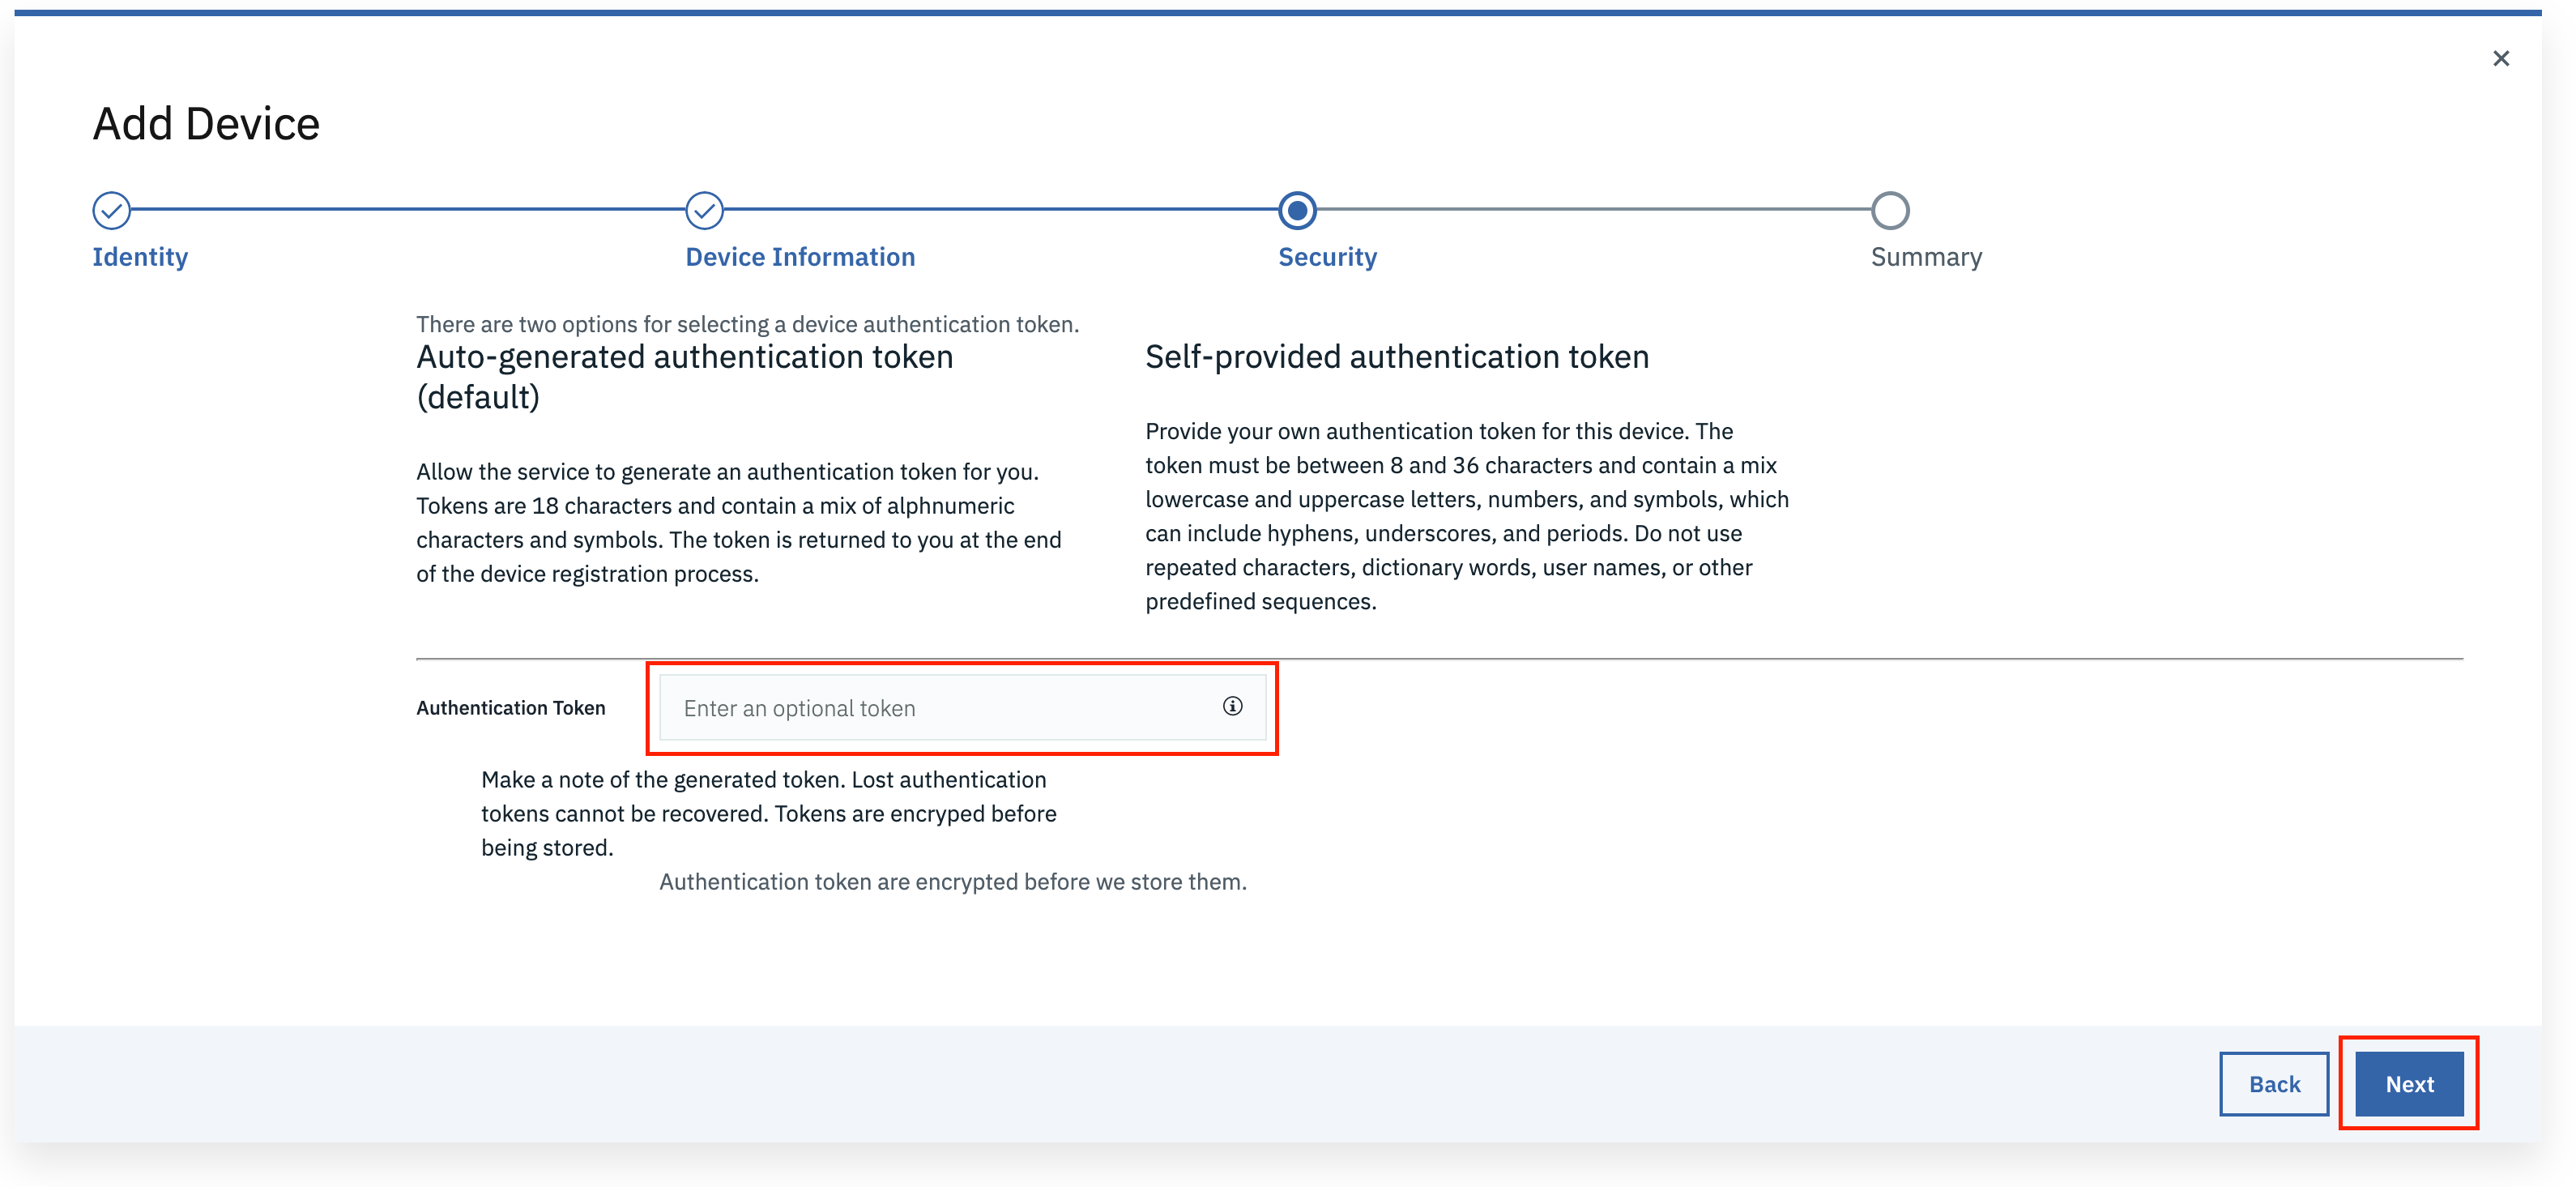 Add Device
Identity
Device Information
Security
Summary
There are two options for selecting a device authentication token.
Auto-generated authentication token
(default)
Allow the service to generate an authentication token for you.
Tokens are 18 characters and contain a mix of alphnumeric
characters and symbols. The token is returned to you at the end
of the device registration process.
Self-provided authentication token
Provide your own authentication token for this device. The
token must be between 8 and 36 characters and contain a mix
lowercase and uppercase letters, numbers, and symbols, which
can include hyphens, underscores, and periods. Do not use
repeated characters, dictionary words, user names, or other
predefined sequences.
Authentication Token
Enter an optional token
Make a note of the generated token. Lost authentication
tokens cannot be recovered. Tokens are encryped before
being stored.
Authentication token are encrypted before we store them.
Back
Next